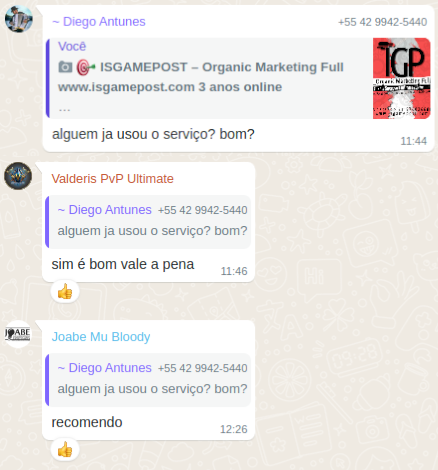 ~ Diego Antunes +55 42 9942-5440
Você
ISGAMEPOST – Organic Marketing Full
www.isgamepost.com 3 anos online
...
IGP
Organic Marketing Full
alguem ja usou o serviço? bom?
11:44
Valderis PvP Ultimate
~ Diego Antunes +55 42 9942-5440
alguem ja usou o serviço? bom?
sim é bom vale a pena
11:46
JOABE
Joabe Mu Bloody
~ Diego Antunes +55 42 9942-5440
alguem ja usou o serviço? bom?
recomendo
12:26